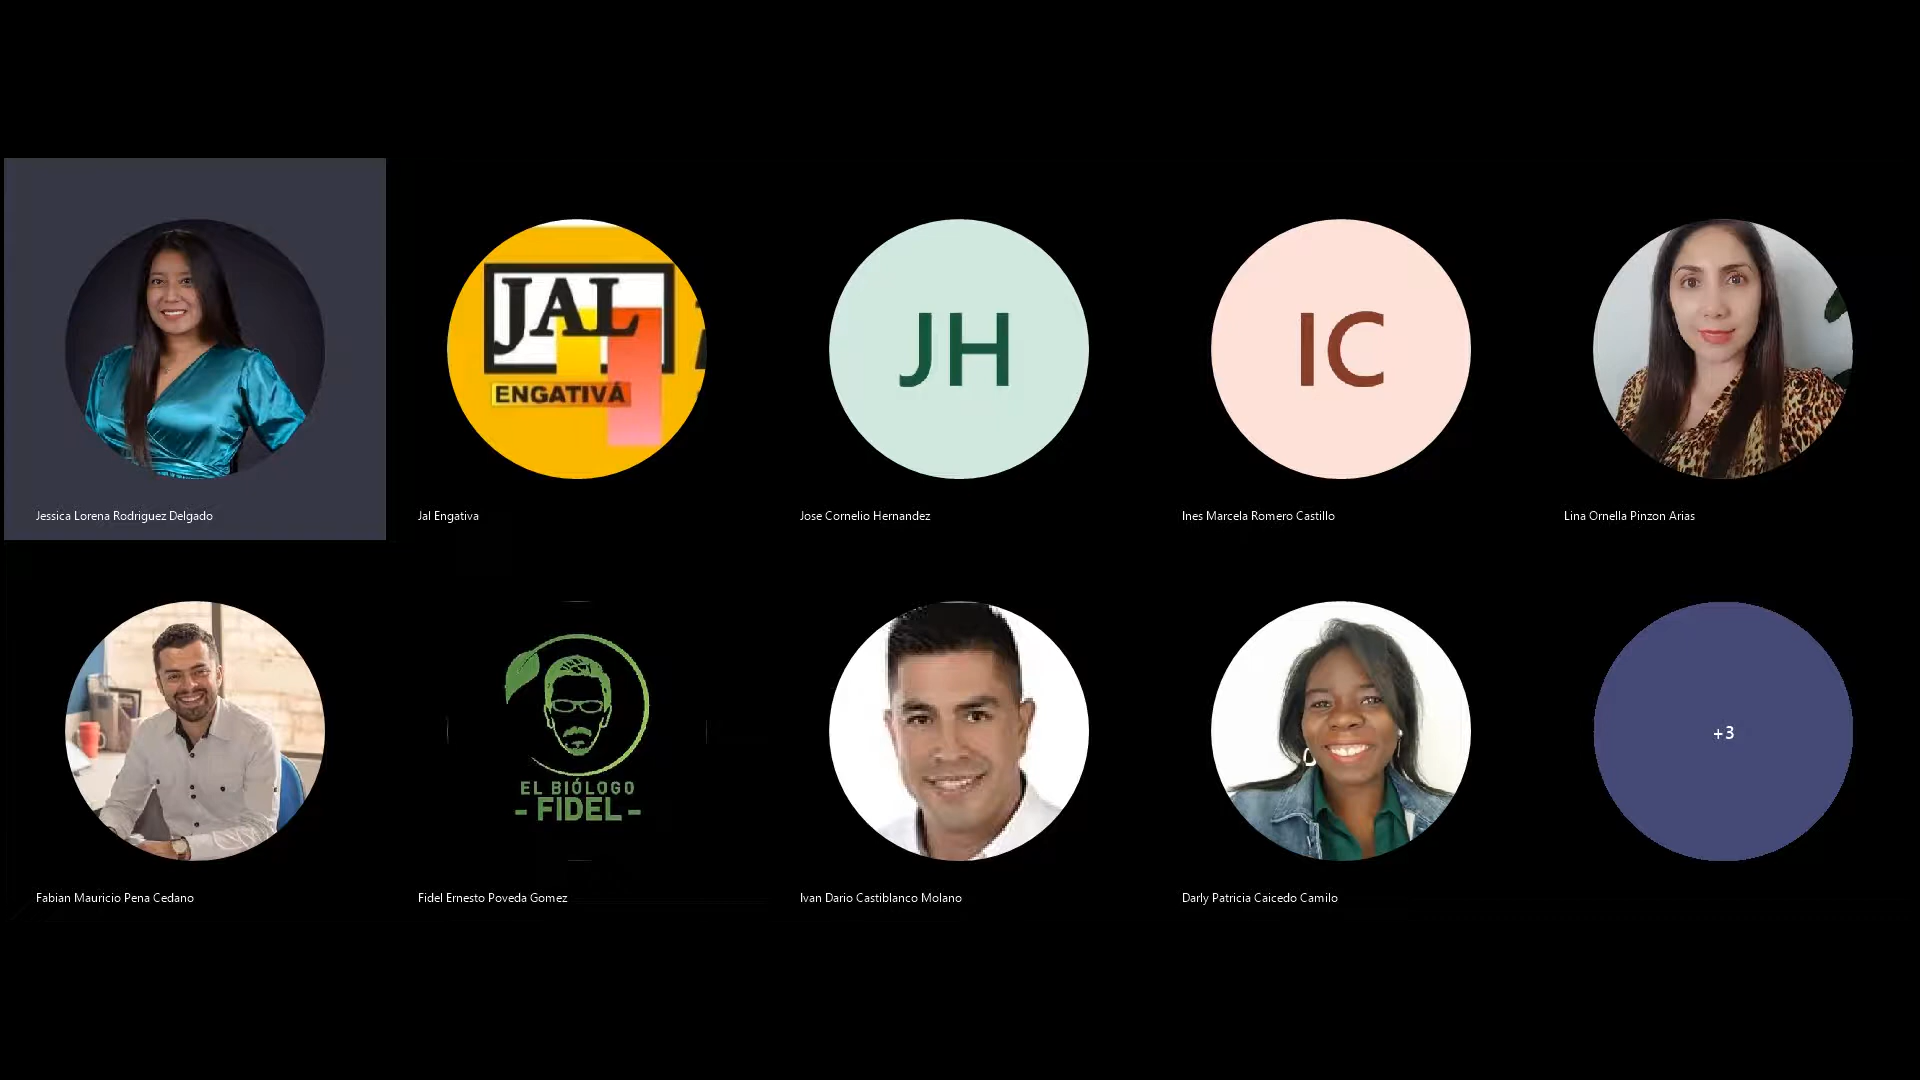 JAL
ENGATIVÁ
JH
IC
Jessica Lorena Rodriguez Delgado
Jal Engativa
Jose Cornelio Hernandez
Ines Marcela Romero Castillo
Lina Ornella Pinzon Arias
EL BIÓLOGO
- FIDEL -
+3
Fabian Mauricio Pena Cedano
Fidel Ernesto Poveda Gomez
Ivan Dario Castiblanco Molano
Darly Patricia Caicedo Camilo